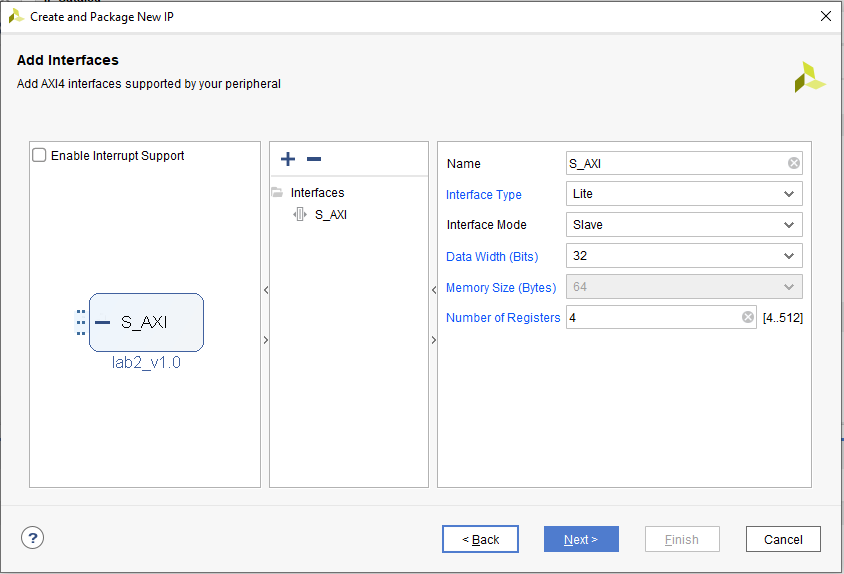 Create and Package New IP
Add Interfaces
Add AXI4 interfaces supported by your peripheral
Enable Interrupt Support
S_AXI
lab2_v1.0
Interfaces
S_AXI
Name S_AXI
Interface Type Lite
Interface Mode Slave
Data Width (Bits) 32
Memory Size (Bytes) 64
Number of Registers 4 [4..512]
? < Back Next > Finish Cancel